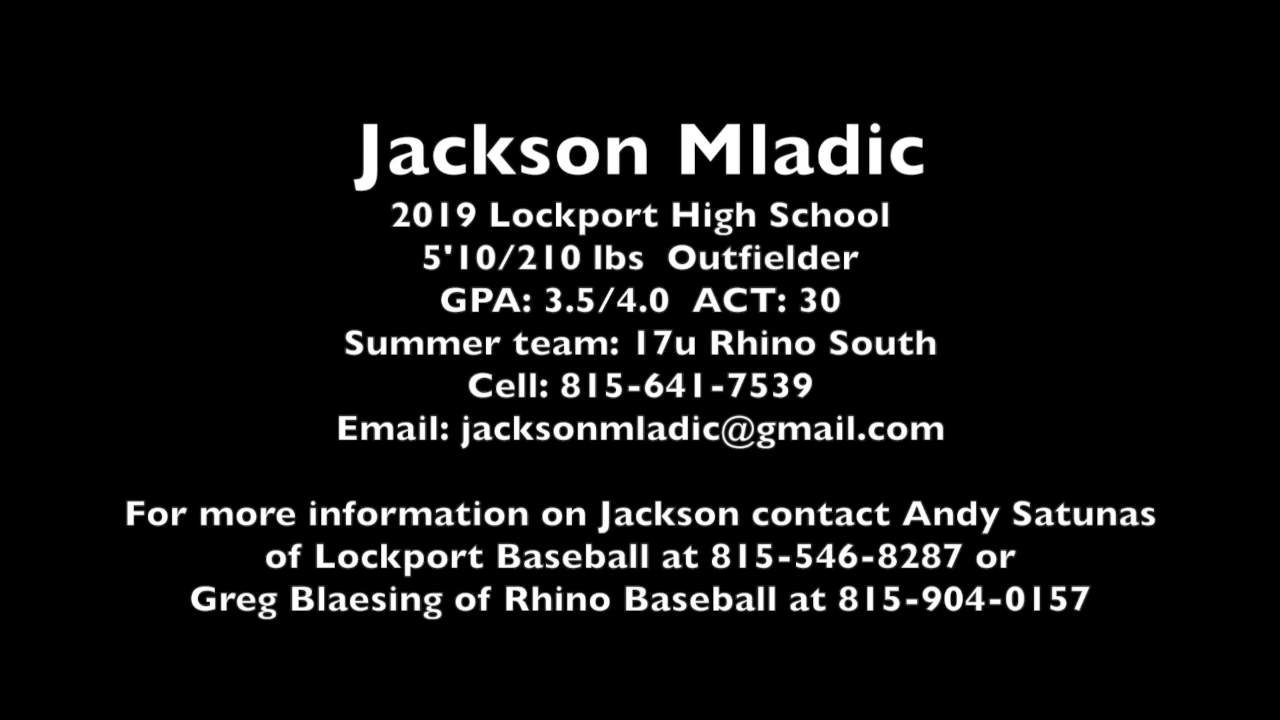 Jackson Mladic
2019 Lockport High School
5'10/210 lbs  Outfielder
GPA: 3.5/4.0  ACT: 30
Summer team: 17u Rhino South
Cell: 815-641-7539
Email: jacksonmladic@gmail.com
For more information on Jackson contact Andy Satunas
of Lockport Baseball at 815-546-8287 or
Greg Blaesing of Rhino Baseball at 815-904-0157